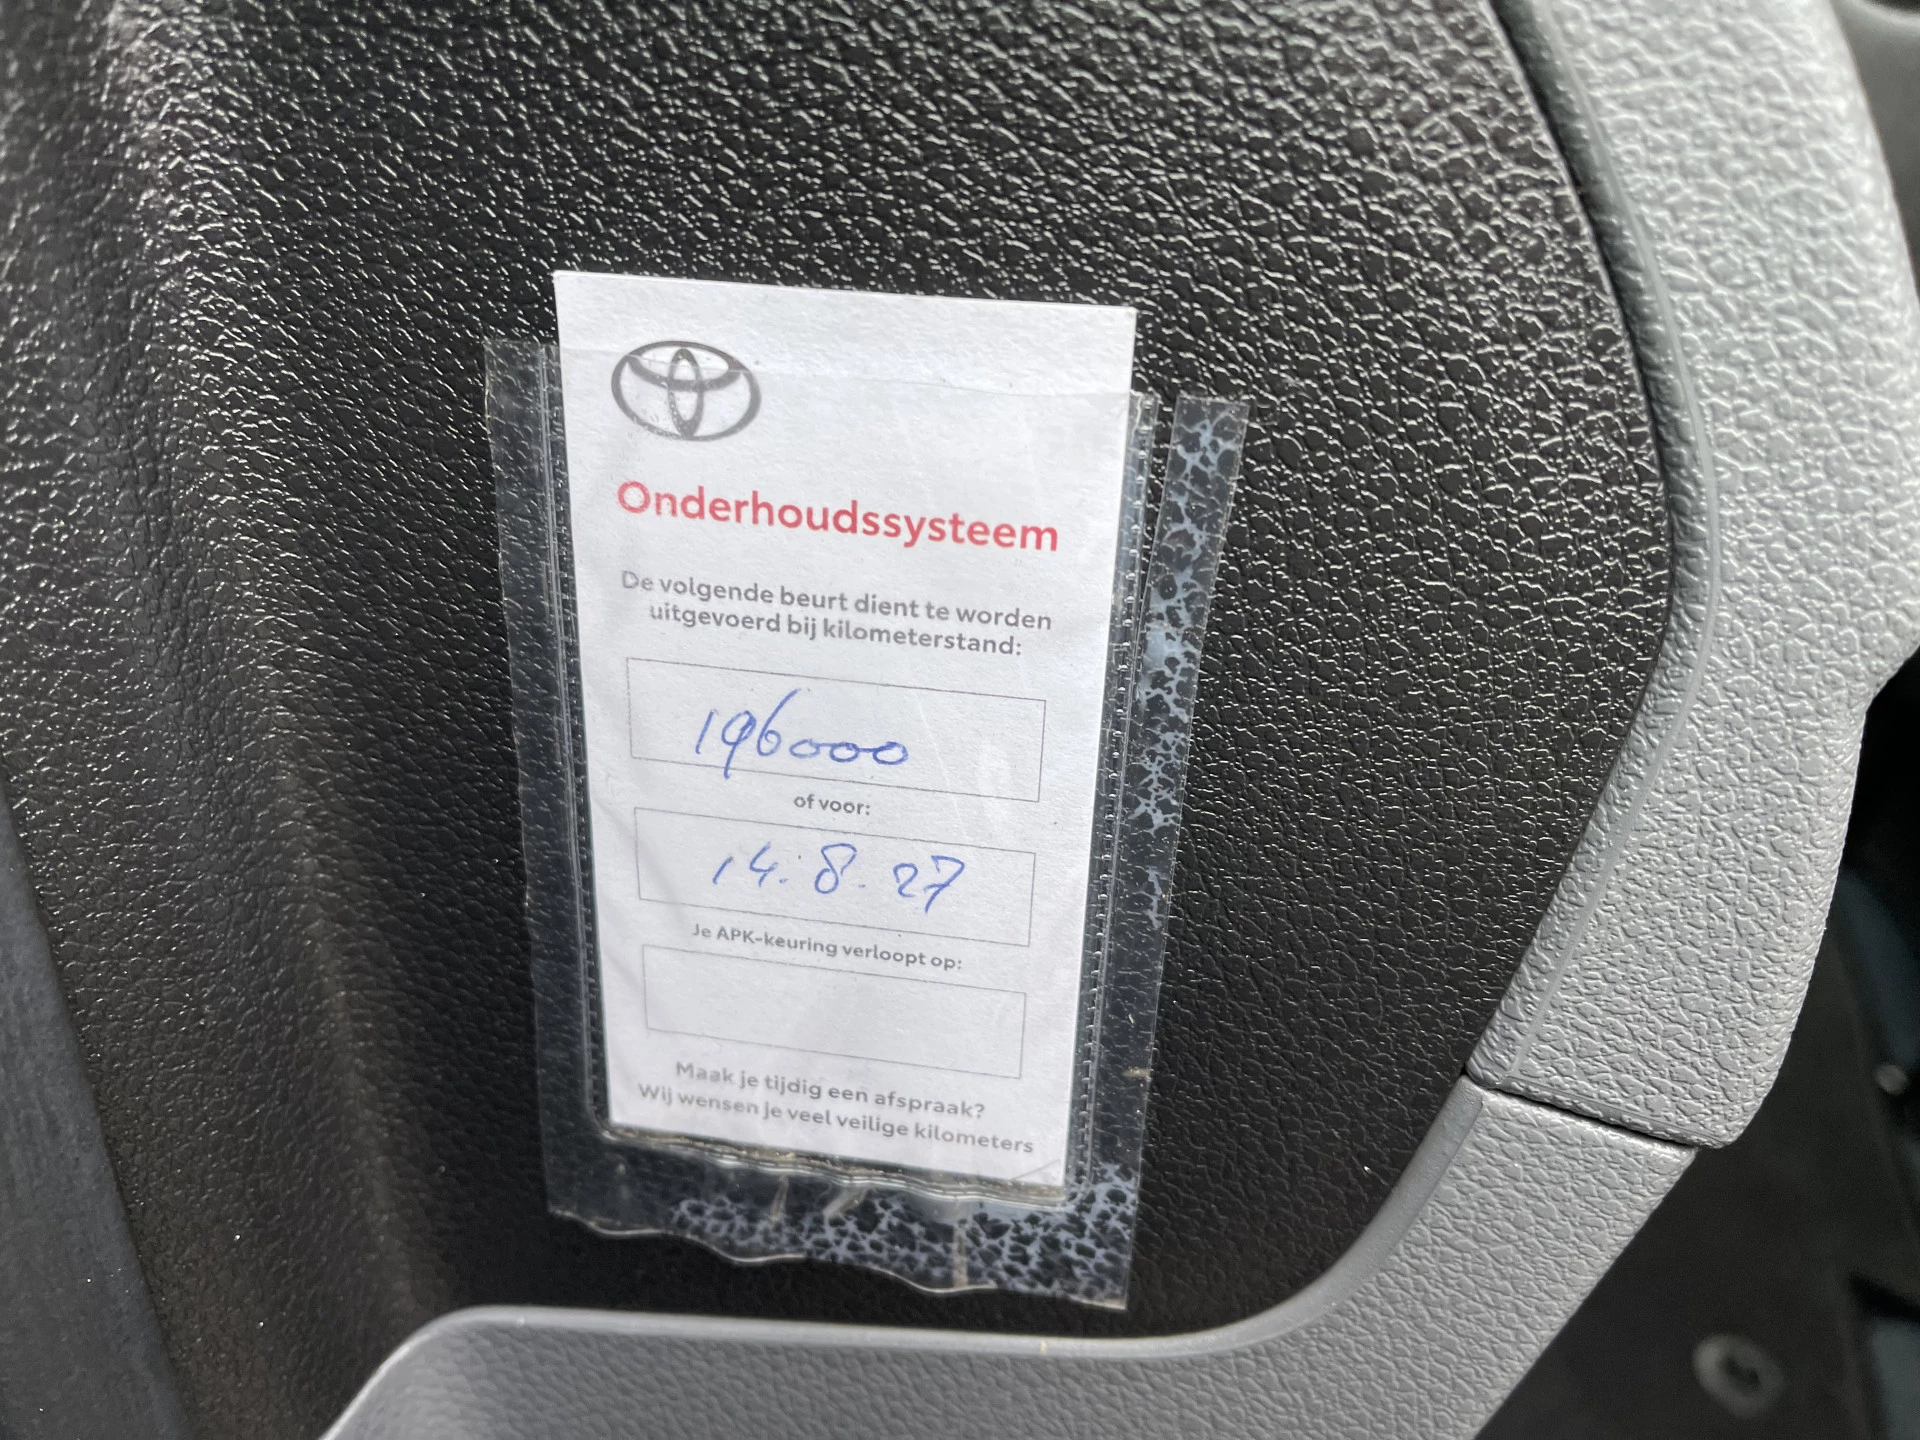 Onderhoudssysteem
De volgende beurt dient te worden
uitgevoerd bij kilometerstand:
196000
of voor:
14.8.27
Je APK-keuring verloopt op:
Maak je tijdig een afspraak?
Wij wensen je veel veilige kilometers